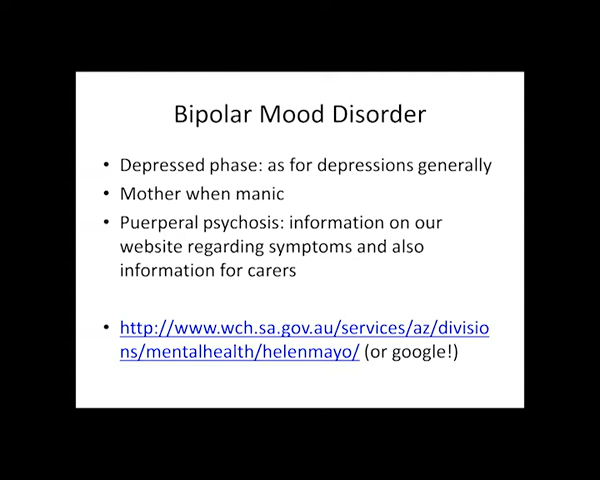 Bipolar Mood Disorder
• Depressed phase: as for depressions generally
• Mother when manic
• Puerperal psychosis: information on our
website regarding symptoms and also
information for carers
• http://www.wch.sa.gov.au/services/az/divisio
ns/mentalhealth/helenmayo/ (or google!)